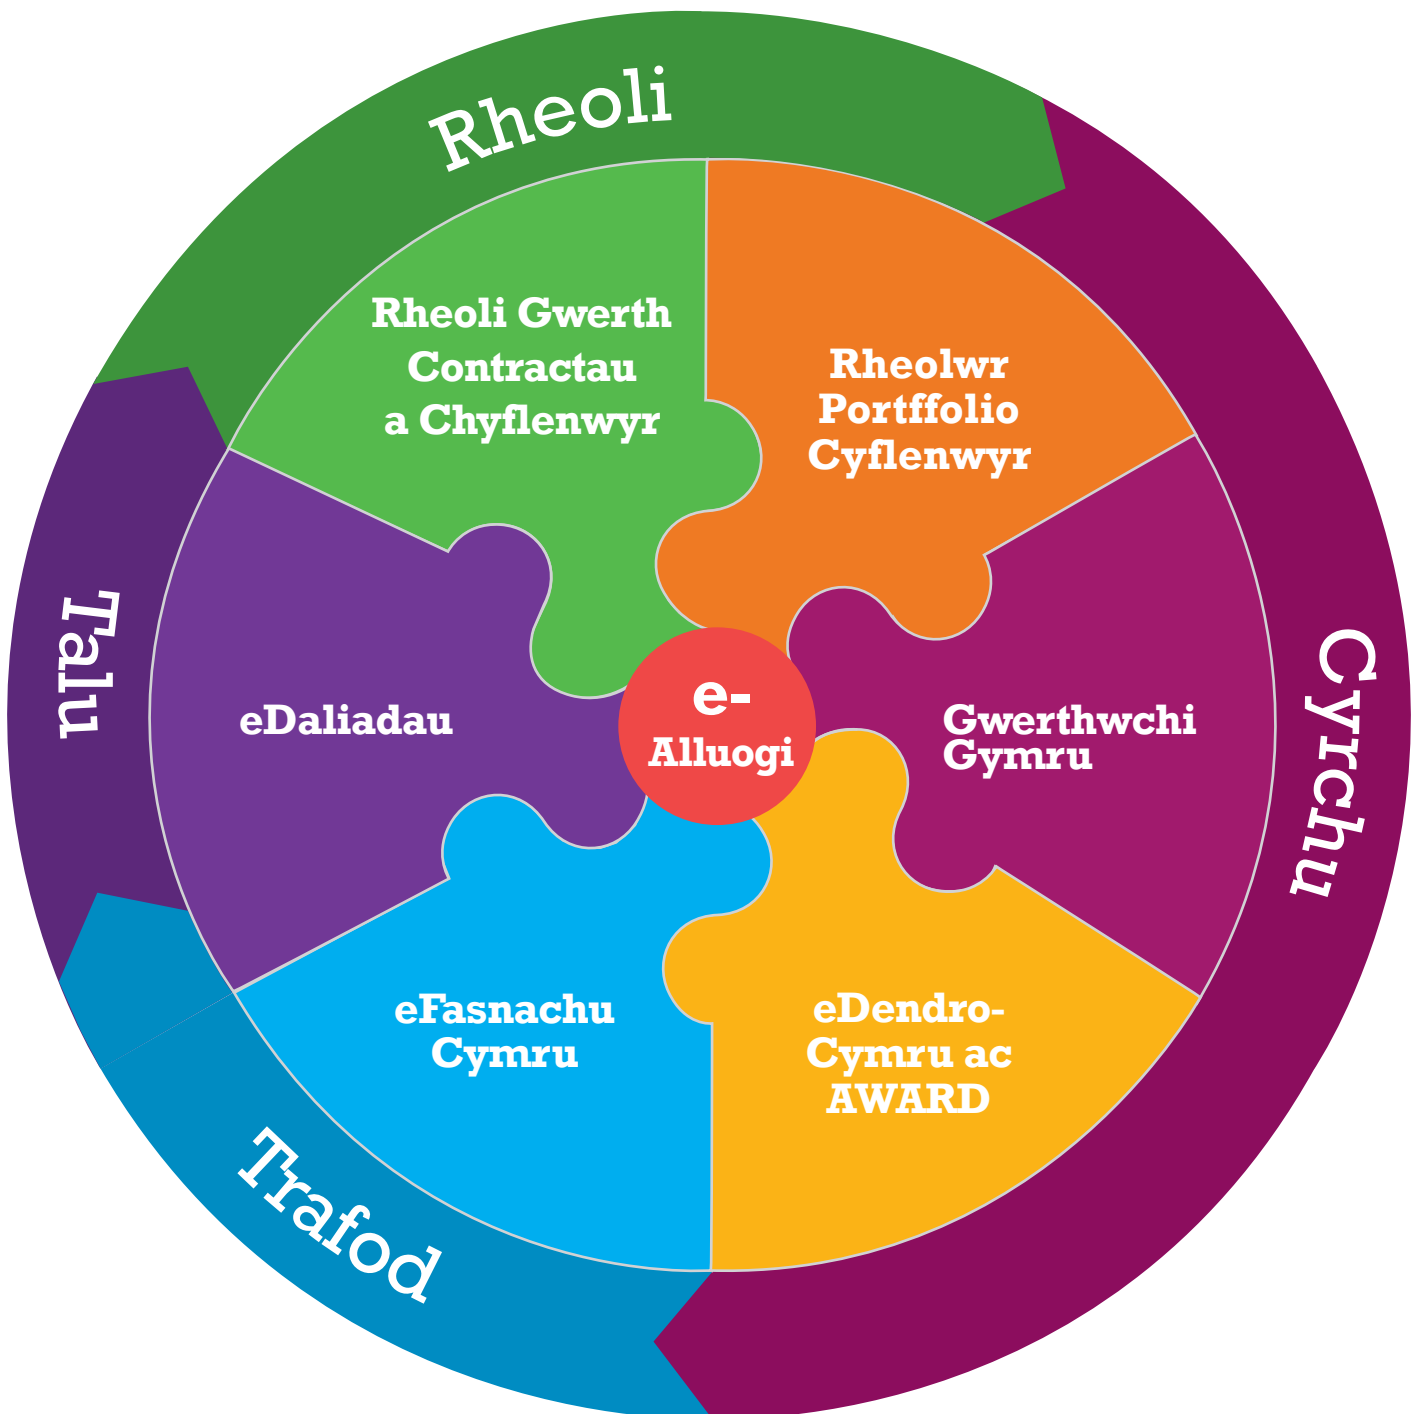 Rheoli
Rheoli Gwerth
Contractau
a Chyflenwyr
Rheolwr
Portffolio
Cyflenwyr
Talu
eDaliadau
e-
Alluogi
Gwerthwchi
Gymru
Cyrchu
eFasnachu
Cymru
eDendro-
Cymru ac
AWARD
Trafod